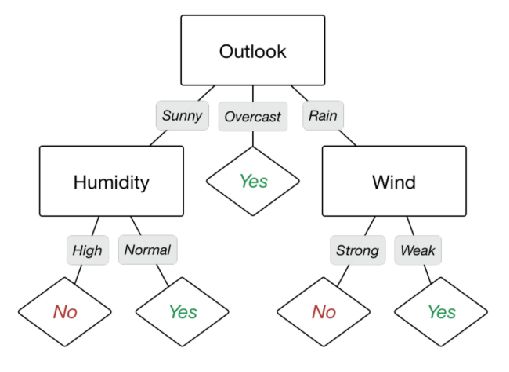 Outlook
Sunny
Overcast
Rain
Humidity
Yes
Wind
High
Normal
Strong
Weak
No
Yes
No
Yes